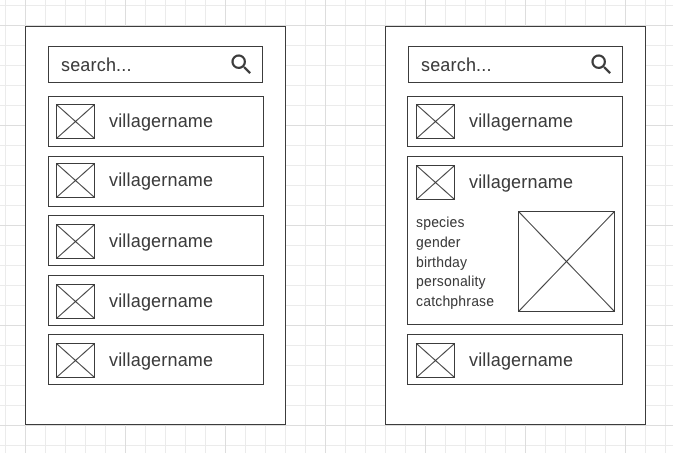 search...
villagername
villagername
villagername
villagername
villagername
search...
villagername
villagername
species
gender
birthday
personality
catchphrase
villagername